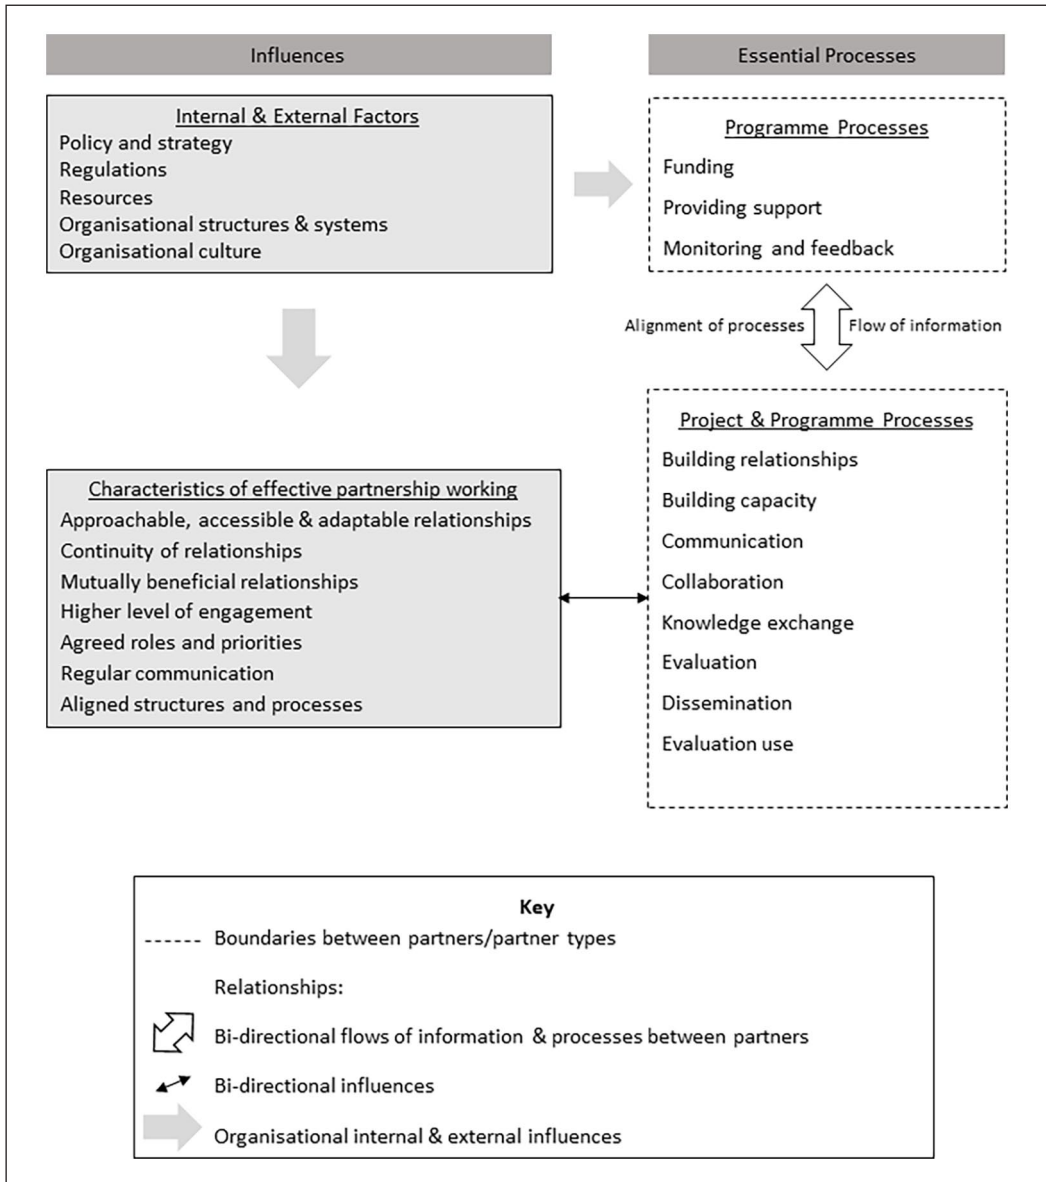 Influences
Essential Processes
Internal & External Factors
Policy and strategy
Regulations
Resources
Organisational structures & systems
Organisational culture
Programme Processes
Funding
Providing support
Monitoring and feedback
Alignment of processes
Flow of information
Characteristics of effective partnership working
Approachable, accessible & adaptable relationships
Continuity of relationships
Mutually beneficial relationships
Higher level of engagement
Agreed roles and priorities
Regular communication
Aligned structures and processes
Project & Programme Processes
Building relationships
Building capacity
Communication
Collaboration
Knowledge exchange
Evaluation
Dissemination
Evaluation use
Key
Boundaries between partners/partner types
Relationships:
Bi-directional flows of information & processes between partners
Bi-directional influences
Organisational internal & external influences